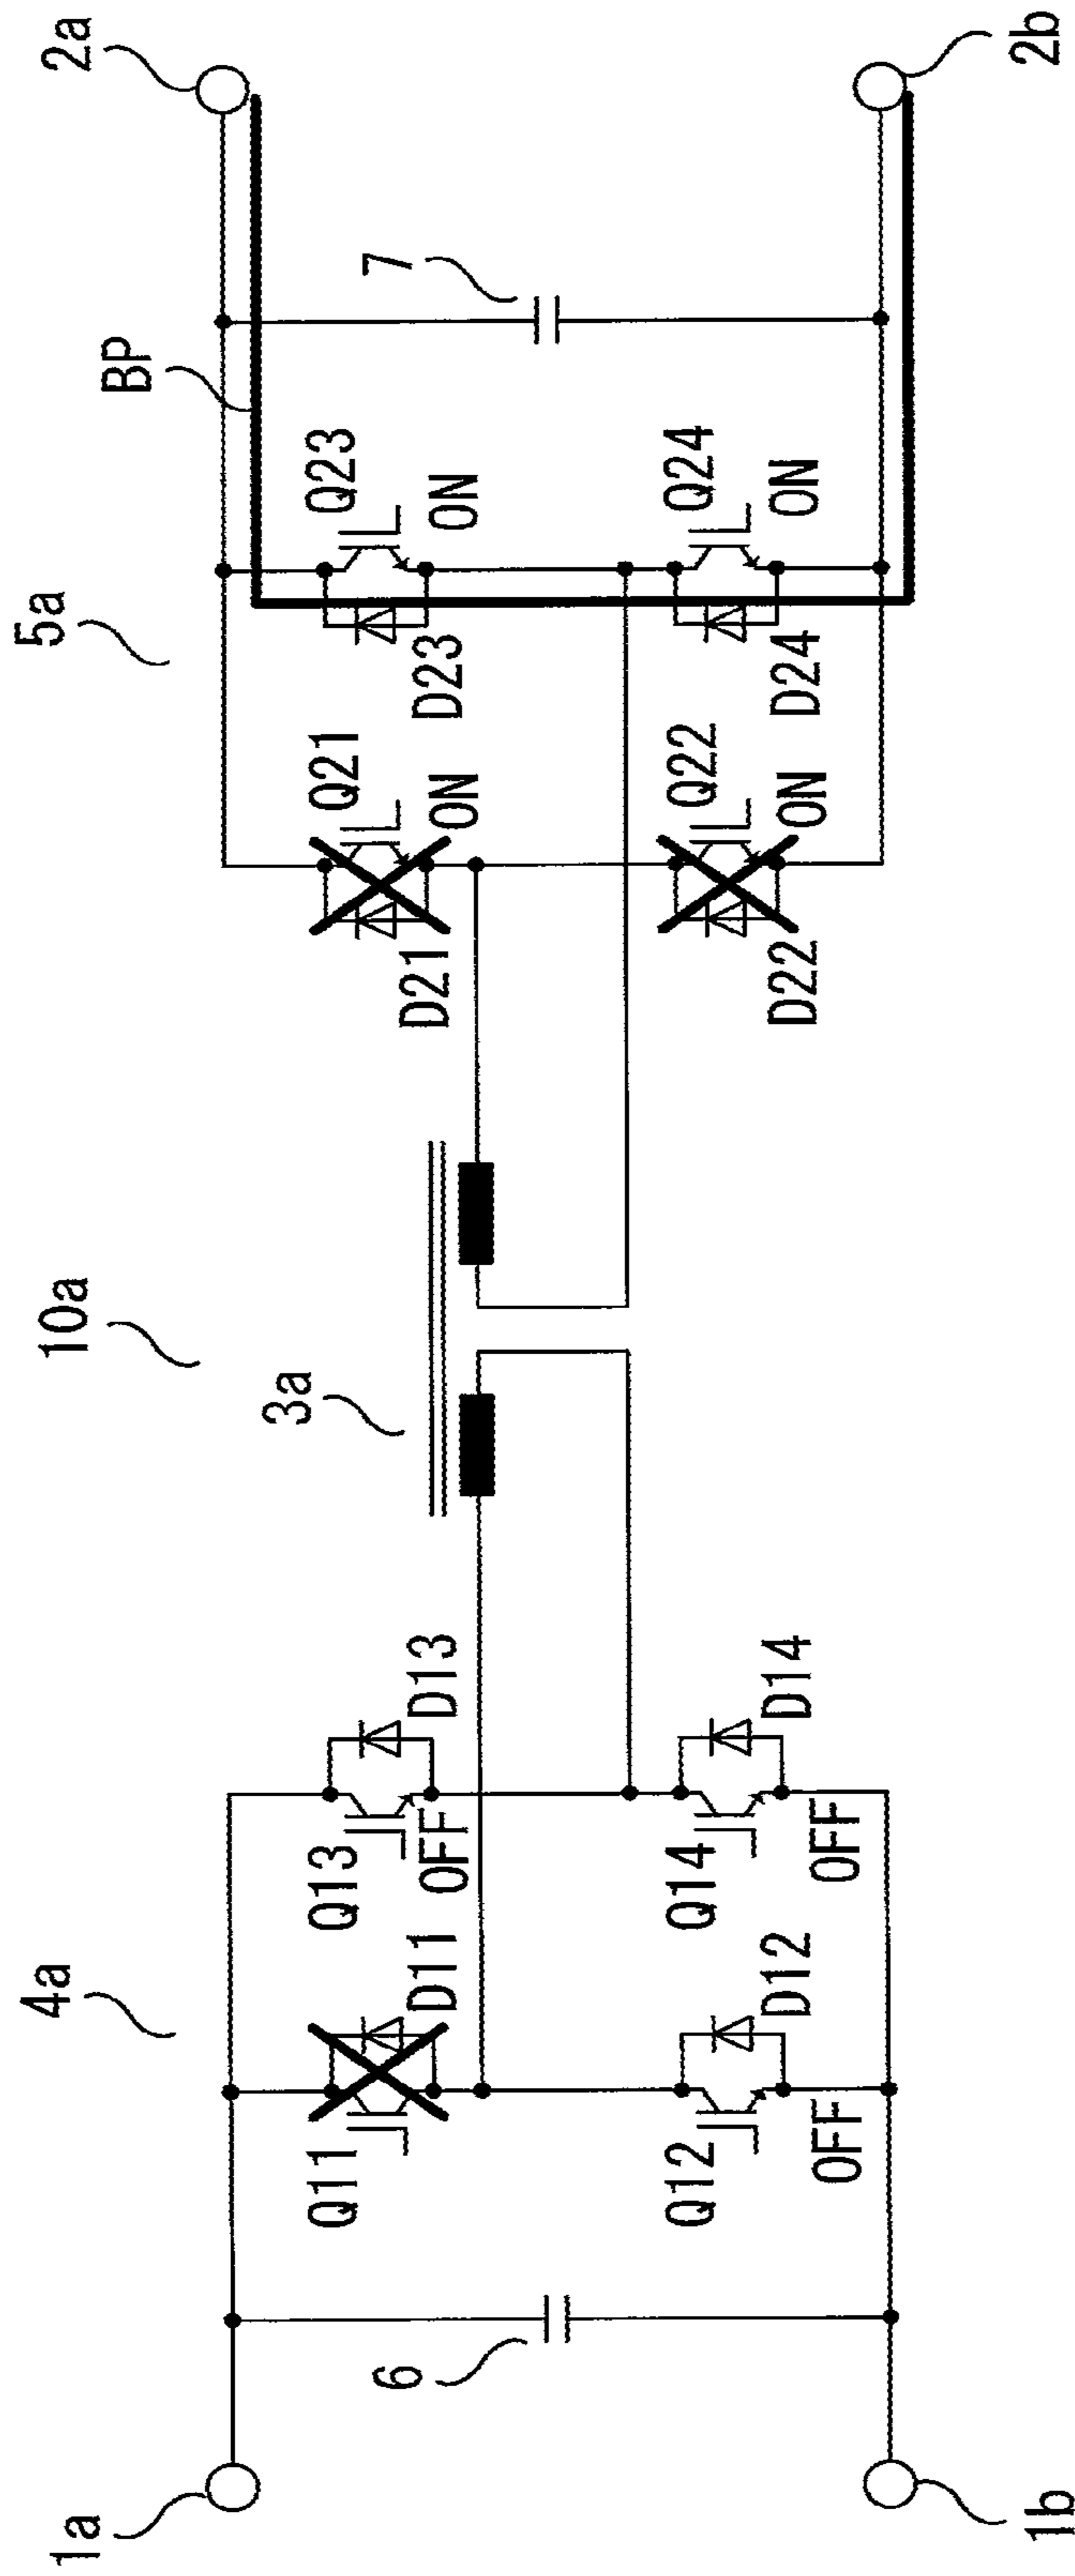 10a
4a
5a
1a
2a
BP
3a
6
7
Q11
D11
Q13
D13
OFF
Q12
D12
OFF
Q14
D14
OFF
Q21
D21
ON
Q23
D23
ON
Q22
D22
ON
Q24
D24
ON
1b
2b